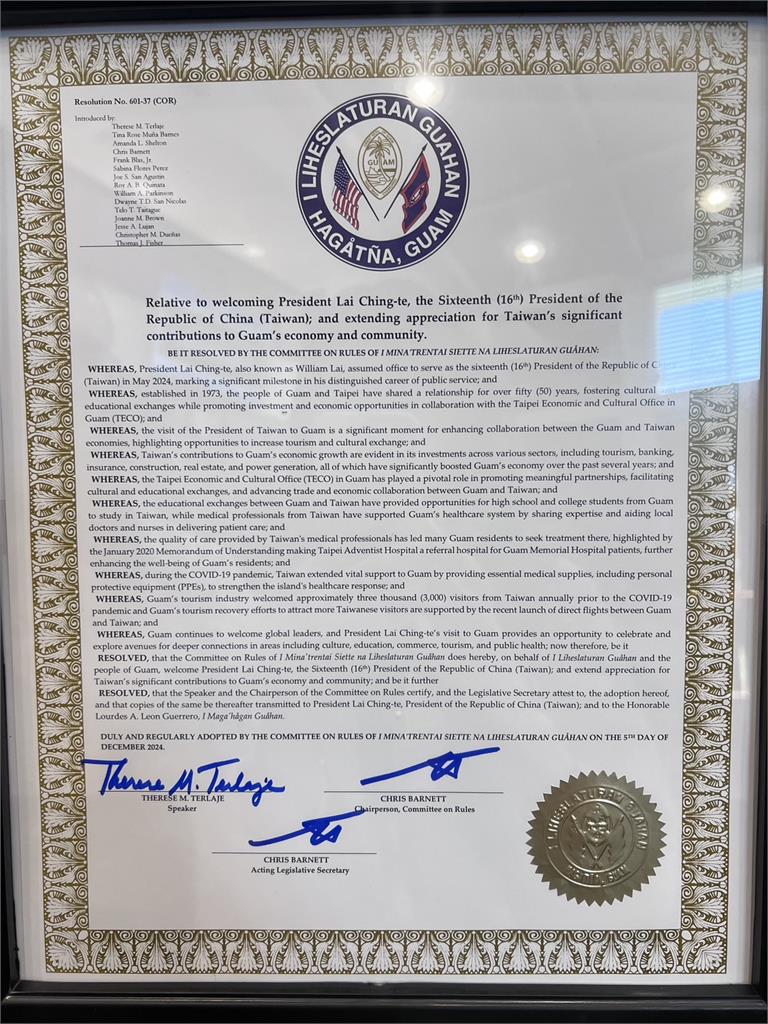 Resolution No. 601-37 (COR)
Introduced by:
Therese M. Terlaje
Tina Rose Muña Barnes
Amanda L. Shelton
Chris Barnett
Frank Blas, Jr.
Sabina Flores Perez
Joe S. San Agustin
Roy A. B. Quinata
William A. Parkinson
Dwayne T.D. San Nicolas
Telo T. Taitague
Joanne M. Brown
Jesse A. Lujan
Christopher M. Dueñas
Thomas J. Fisher
I LIHESLATURAN GUÅHAN
GUAM
HAGÅTÑA, GUAM
Relative to welcoming President Lai Ching-te, the Sixteenth (16th) President of the
Republic of China (Taiwan); and extending appreciation for Taiwan's significant
contributions to Guam's economy and community.
BE IT RESOLVED BY THE COMMITTEE ON RULES OF I MINA'TRENTAI SIETTE NA LIHESLATURAN GUÅHAN:
WHEREAS, President Lai Ching-te, also known as William Lai, assumed office to serve as the sixteenth (16th) President of the Republic of
(Taiwan) in May 2024, marking a significant milestone in his distinguished career of public service; and
WHEREAS, established in 1973, the people of Guam and Taipei have shared a relationship for over fifty (50) years, fostering cultural
educational exchanges while promoting investment and economic opportunities in collaboration with the Taipei Economic and Cultural Office in
Guam (TECO); and
WHEREAS, the visit of the President of Taiwan to Guam is a significant moment for enhancing collaboration between the Guam and Taiwan
economies, highlighting opportunities to increase tourism and cultural exchange; and
WHEREAS, Taiwan's contributions to Guam's economic growth are evident in its investments across various sectors, including tourism, banking,
insurance, construction, real estate, and power generation, all of which have significantly boosted Guam's economy over the past several years; and
WHEREAS, the Taipei Economic and Cultural Office (TECO) in Guam has played a pivotal role in promoting meaningful partnerships, facilitating
cultural and educational exchanges, and advancing trade and economic collaboration between Guam and Taiwan; and
WHEREAS, the educational exchanges between Guam and Taiwan have provided opportunities for high school and college students from Guam
to study in Taiwan, while medical professionals from Taiwan have supported Guam's healthcare system by sharing expertise and aiding local
doctors and nurses in delivering patient care; and
WHEREAS, the quality of care provided by Taiwan's medical professionals has led many Guam residents to seek treatment there, highlighted by
the January 2020 Memorandum of Understanding making Taipei Adventist Hospital a referral hospital for Guam Memorial Hospital patients, further
enhancing the well-being of Guam's residents; and
WHEREAS, during the COVID-19 pandemic, Taiwan extended vital support to Guam by providing essential medical supplies, including personal
protective equipment (PPEs), to strengthen the island's healthcare response; and
WHEREAS, Guam's tourism industry welcomed approximately three thousand (3,000) visitors from Taiwan annually prior to the COVID-19
pandemic and Guam's tourism recovery efforts to attract more Taiwanese visitors are supported by the recent launch of direct flights between Guam
and Taiwan; and
WHEREAS, Guam continues to welcome global leaders, and President Lai Ching-te's visit to Guam provides an opportunity to celebrate and
explore avenues for deeper connections in areas including culture, education, commerce, tourism, and public health; now therefore, be it
RESOLVED, that the Committee on Rules of I Mina'trentai Siette na Liheslaturan Guåhan does hereby, on behalf of I Liheslaturan Guåhan and the
people of Guam, welcome President Lai Ching-te, the Sixteenth (16th) President of the Republic of China (Taiwan); and extend appreciation for
Taiwan's significant contributions to Guam's economy and community; and be it further
RESOLVED, that the Speaker and the Chairperson of the Committee on Rules certify, and the Legislative Secretary attest to, the adoption hereof,
and that copies of the same be thereafter transmitted to President Lai Ching-te, President of the Republic of China (Taiwan); and to the Honorable
Lourdes A. Leon Guerrero, I Maga'hågan Guåhan.
DULY AND REGULARLY ADOPTED BY THE COMMITTEE ON RULES OF I MINA'TRENTAI SIETTE NA LIHESLATURAN GUÅHAN ON THE 5TH DAY OF
DECEMBER 2024.
Therese M. Terlaje
THERESE M. TERLAJE
Speaker
CHRIS BARNETT
Chairperson, Committee on Rules
CHRIS BARNETT
Acting Legislative Secretary